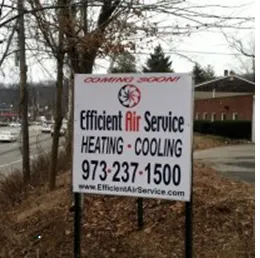 COMING SOON!
Efficient Air Service
HEATING · COOLING
973·237·1500
www.EfficientAirService.com